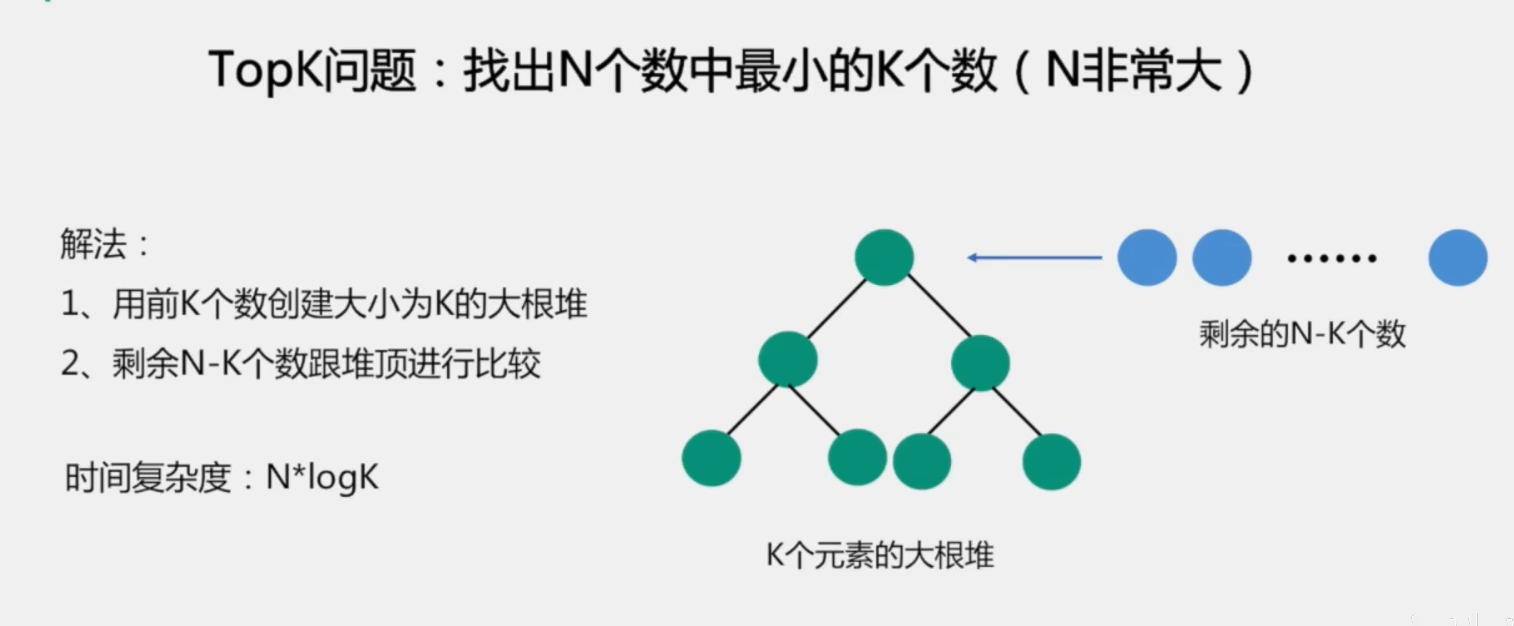 TopK问题：找出N个数中最小的K个数（N非常大）
解法：
1、用前K个数创建大小为K的大根堆
2、剩余N-K个数跟堆顶进行比较
时间复杂度：N*logK
剩余的N-K个数
K个元素的大根堆